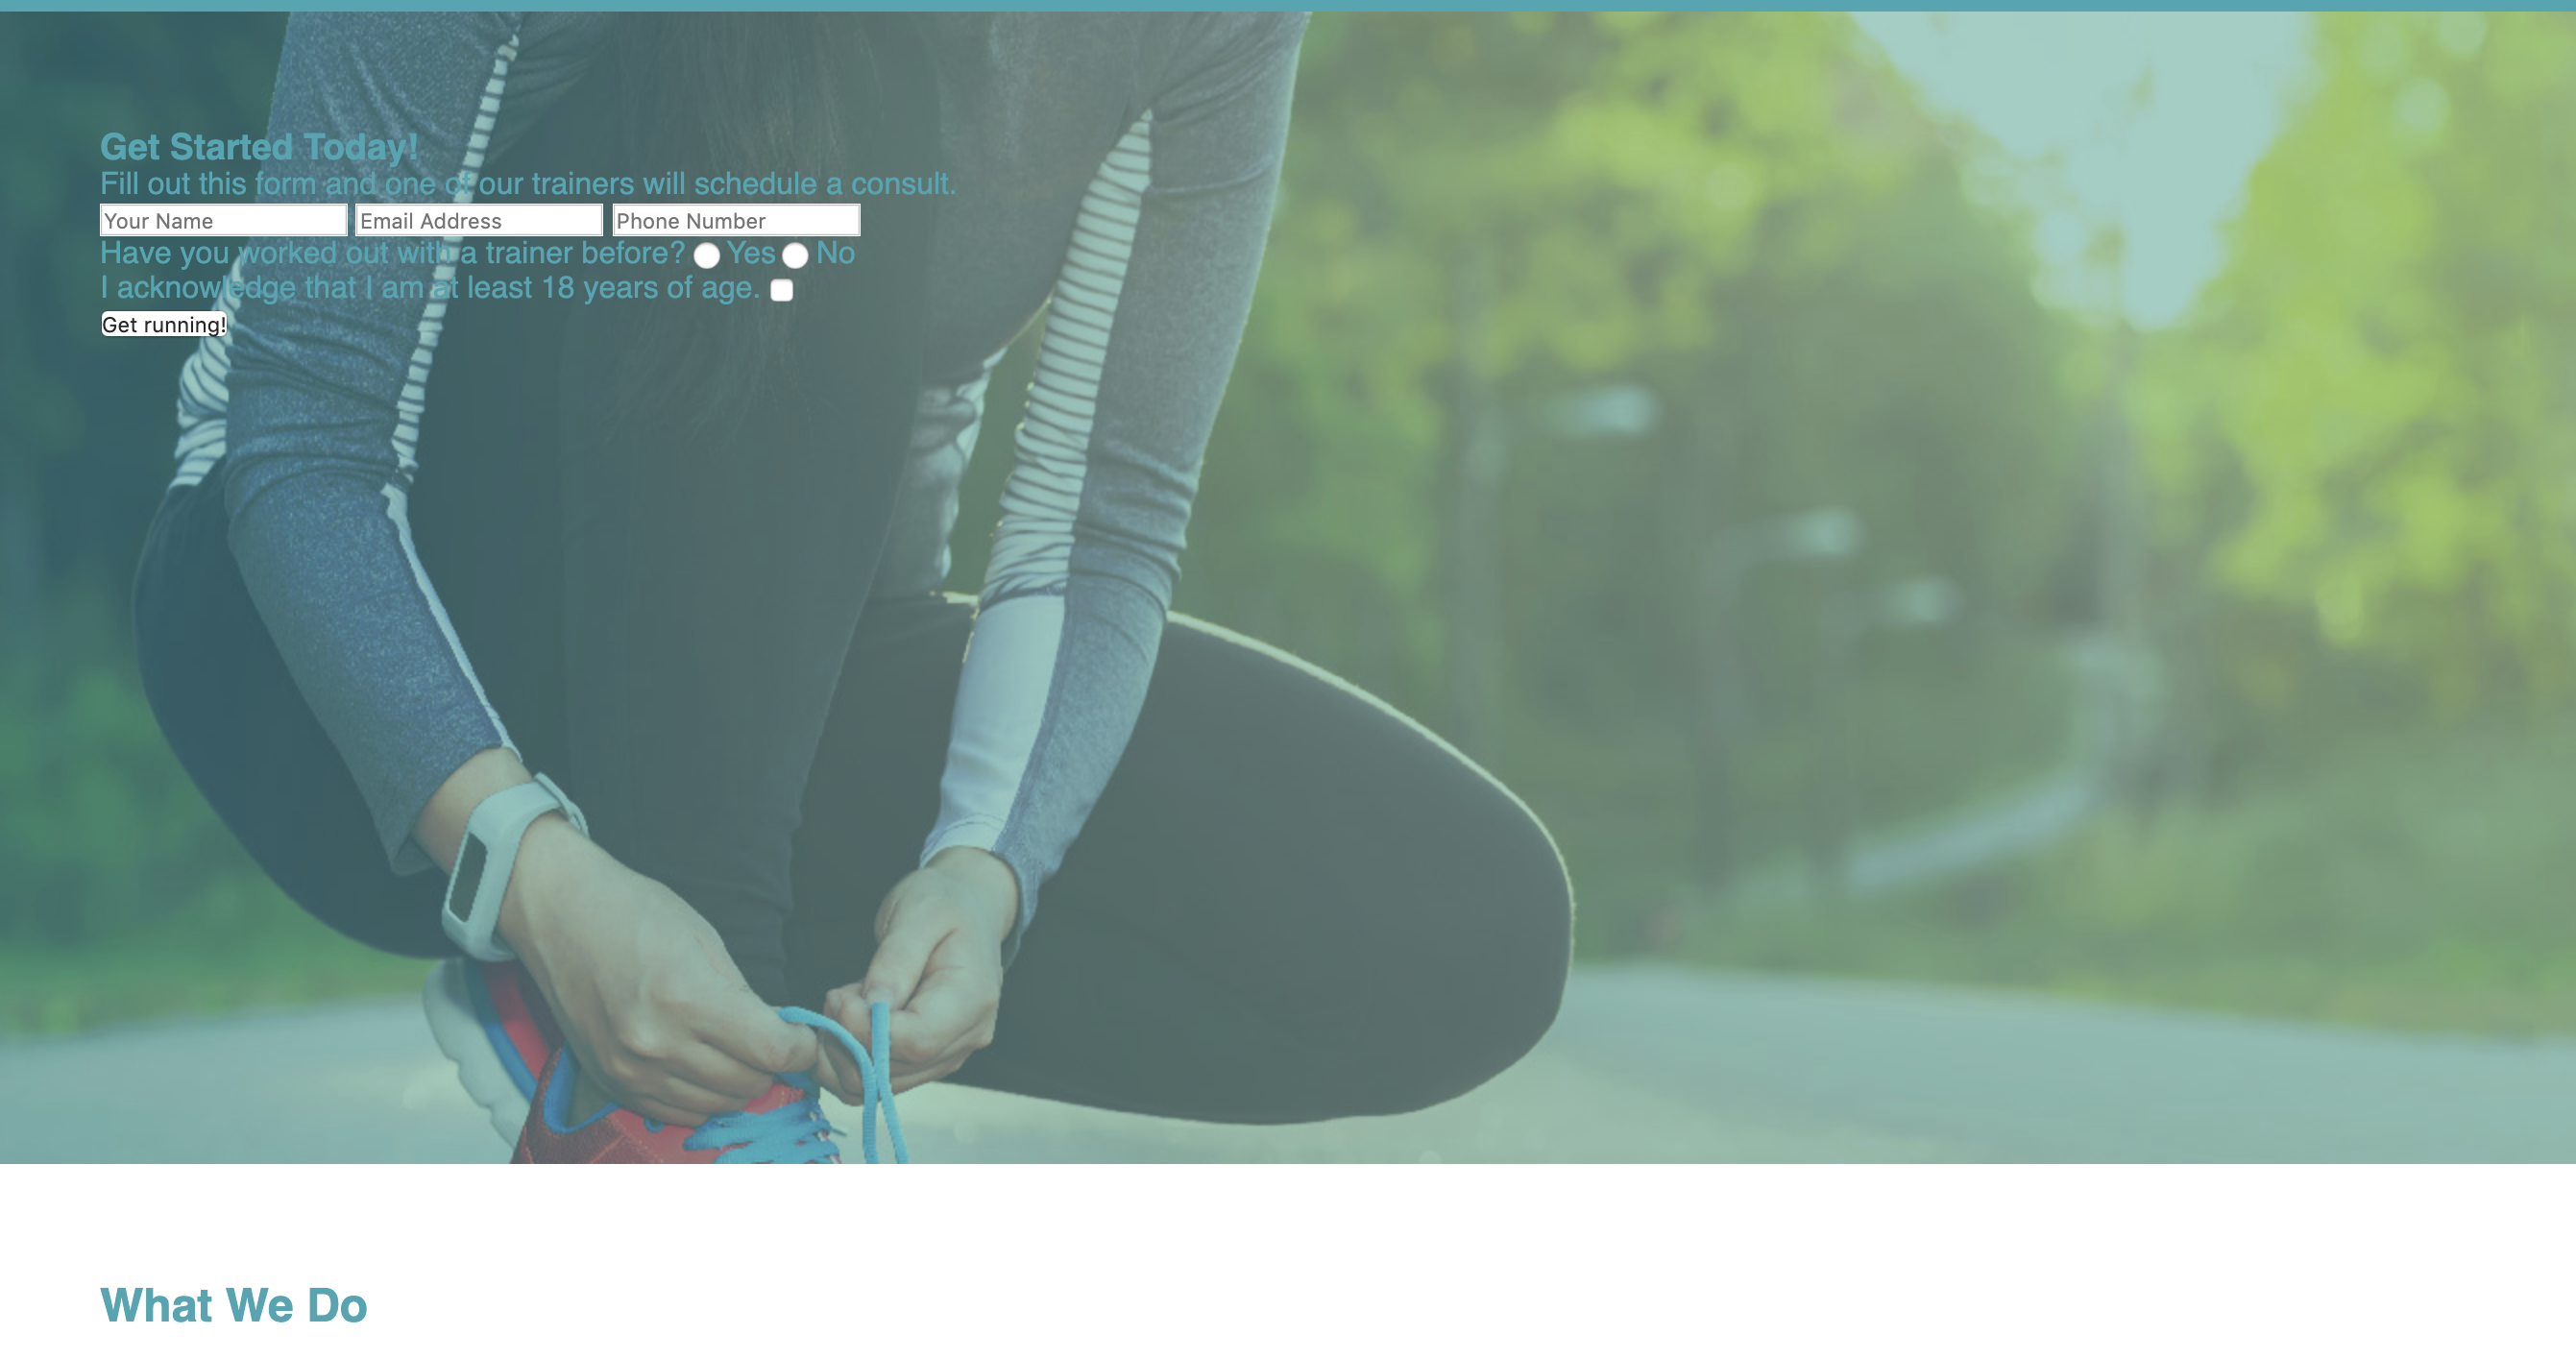 Get Started Today!
Fill out this form and one of our trainers will schedule a consult.
Your Name Email Address Phone Number
Have you worked out with a trainer before? Yes No
I acknowledge that I am at least 18 years of age.
Get running!
What We Do